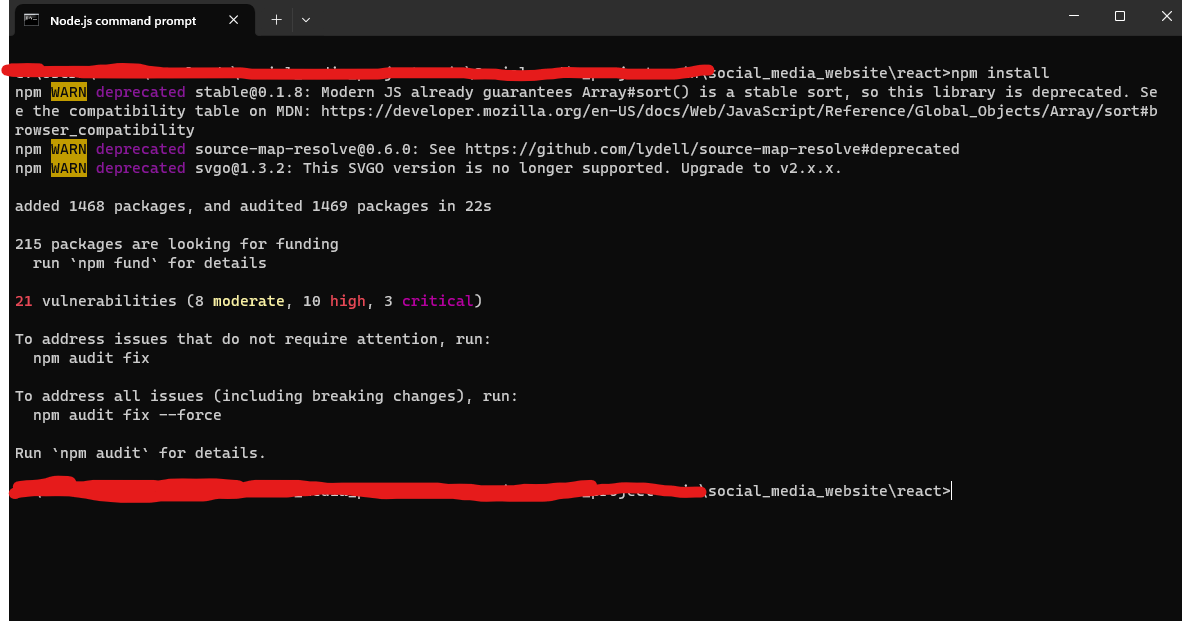 Node.js command prompt
\social_media_website\react>npm install
npm WARN deprecated stable@0.1.8: Modern JS already guarantees Array#sort() is a stable sort, so this library is deprecated. Se
e the compatibility table on MDN: https://developer.mozilla.org/en-US/docs/Web/JavaScript/Reference/Global_Objects/Array/sort#b
rowser_compatibility
npm WARN deprecated source-map-resolve@0.6.0: See https://github.com/lydell/source-map-resolve#deprecated
npm WARN deprecated svgo@1.3.2: This SVGO version is no longer supported. Upgrade to v2.x.x.
added 1468 packages, and audited 1469 packages in 22s
215 packages are looking for funding
run `npm fund` for details
21 vulnerabilities (8 moderate, 10 high, 3 critical)
To address issues that do not require attention, run:
npm audit fix
To address all issues (including breaking changes), run:
npm audit fix --force
Run `npm audit` for details.
\social_media_website\react>